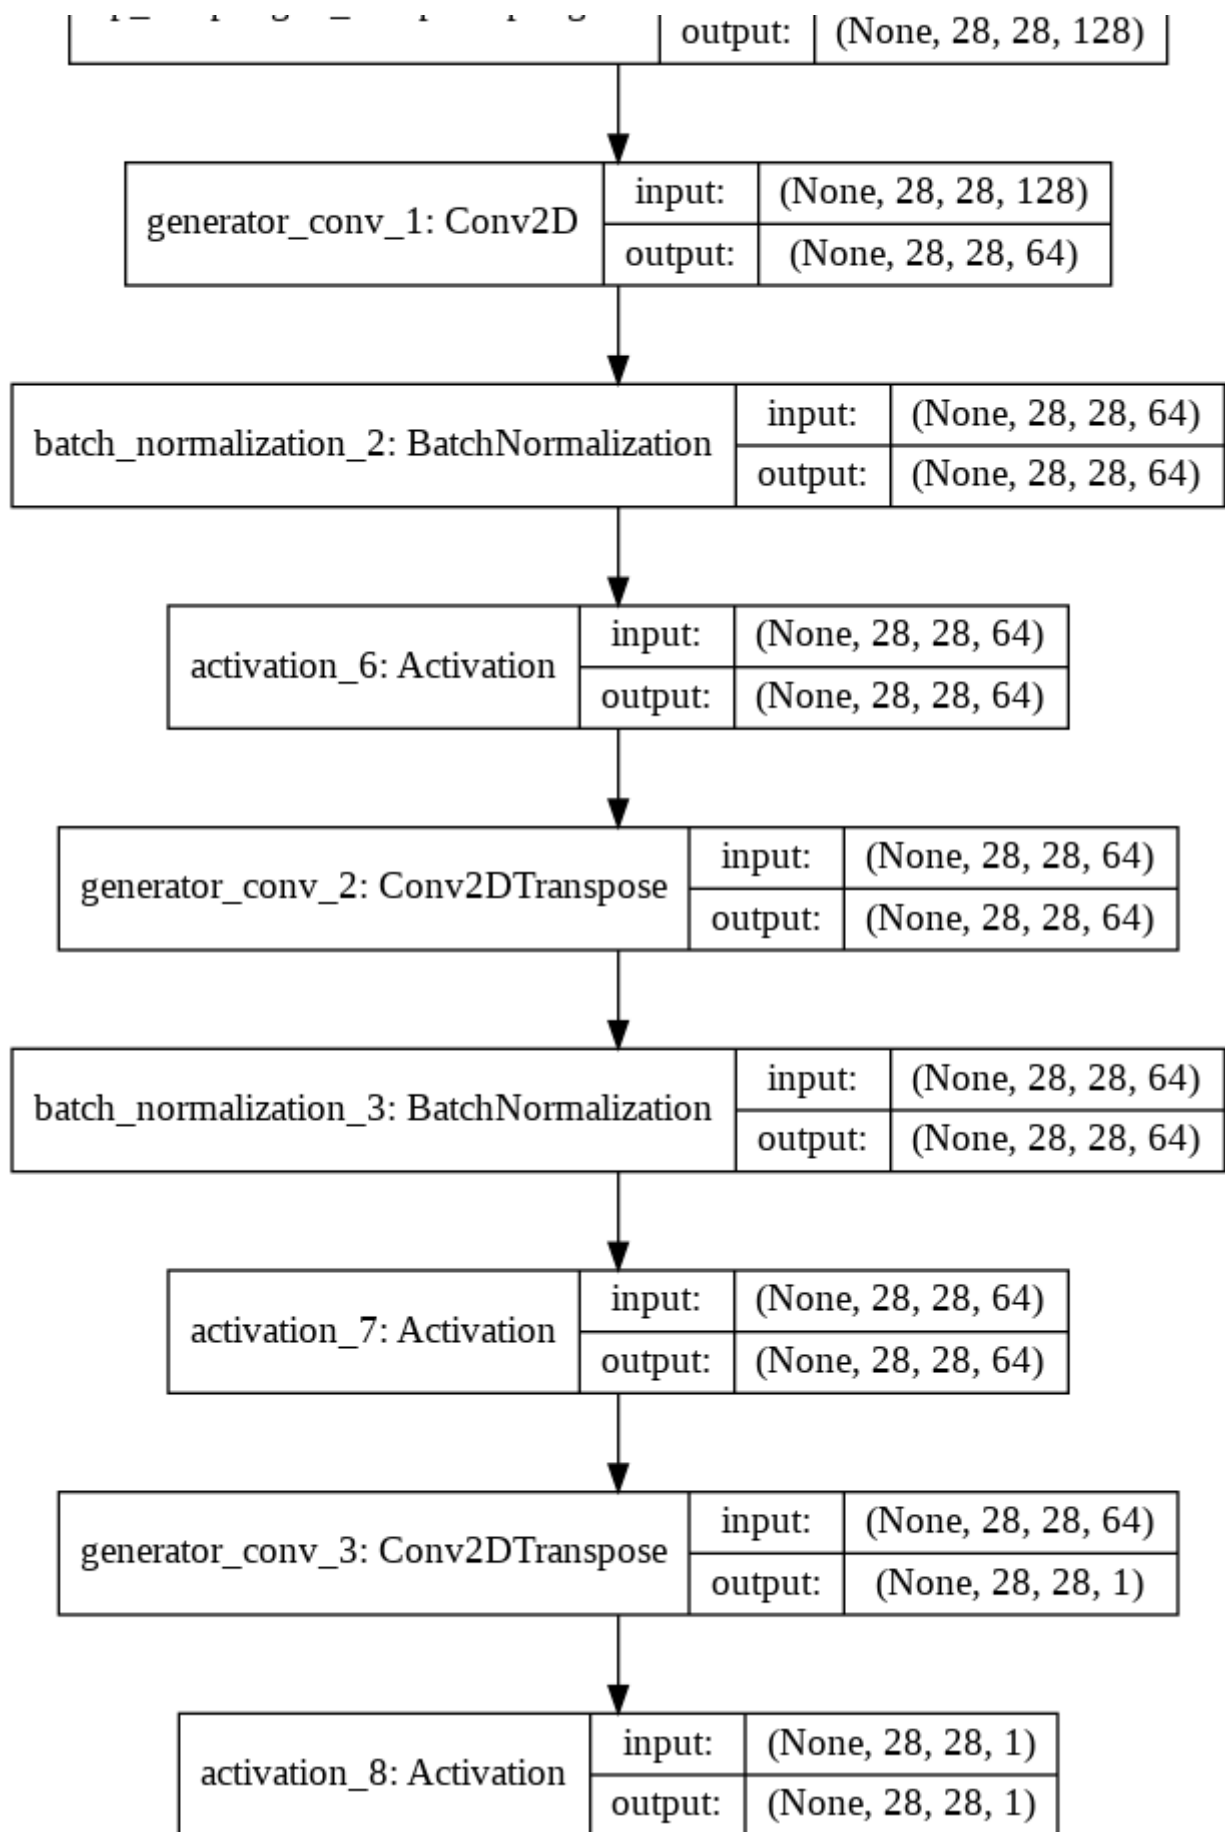 output: (None, 28, 28, 128)
generator_conv_1: Conv2D
input: (None, 28, 28, 128)
output: (None, 28, 28, 64)
batch_normalization_2: BatchNormalization
input: (None, 28, 28, 64)
output: (None, 28, 28, 64)
activation_6: Activation
input: (None, 28, 28, 64)
output: (None, 28, 28, 64)
generator_conv_2: Conv2DTranspose
input: (None, 28, 28, 64)
output: (None, 28, 28, 64)
batch_normalization_3: BatchNormalization
input: (None, 28, 28, 64)
output: (None, 28, 28, 64)
activation_7: Activation
input: (None, 28, 28, 64)
output: (None, 28, 28, 64)
generator_conv_3: Conv2DTranspose
input: (None, 28, 28, 64)
output: (None, 28, 28, 1)
activation_8: Activation
input: (None, 28, 28, 1)
output: (None, 28, 28, 1)